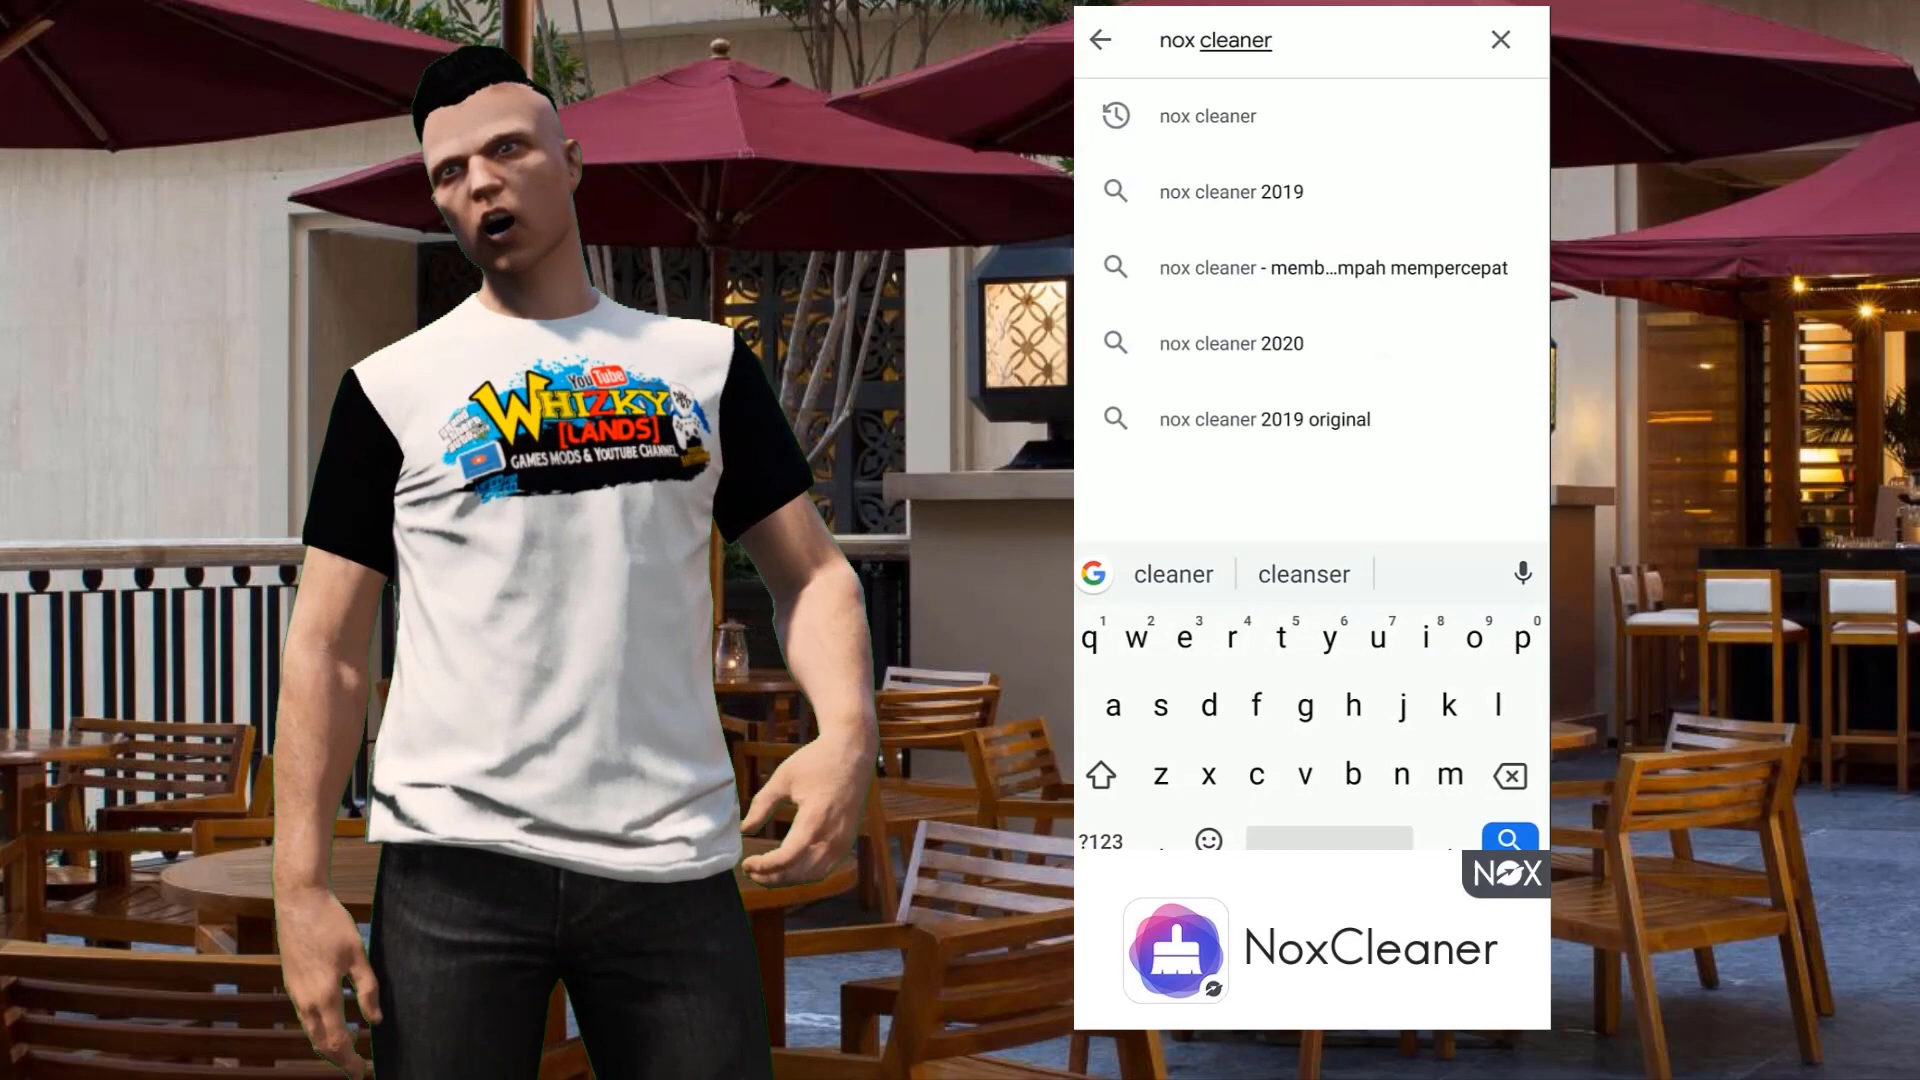 YouTube
WHIZKY
[LANDS]
GAMES MODS & YOUTUBE CHANNEL
nox cleaner
nox cleaner
nox cleaner 2019
nox cleaner - memb...mpah mempercepat
nox cleaner 2020
nox cleaner 2019 original
G cleaner cleanser
1 2 3 4 5 6 7 8 9 0
q w e r t y u i o p
a s d f g h j k l
z x c v b n m
?123 , .
NOX
NoxCleaner